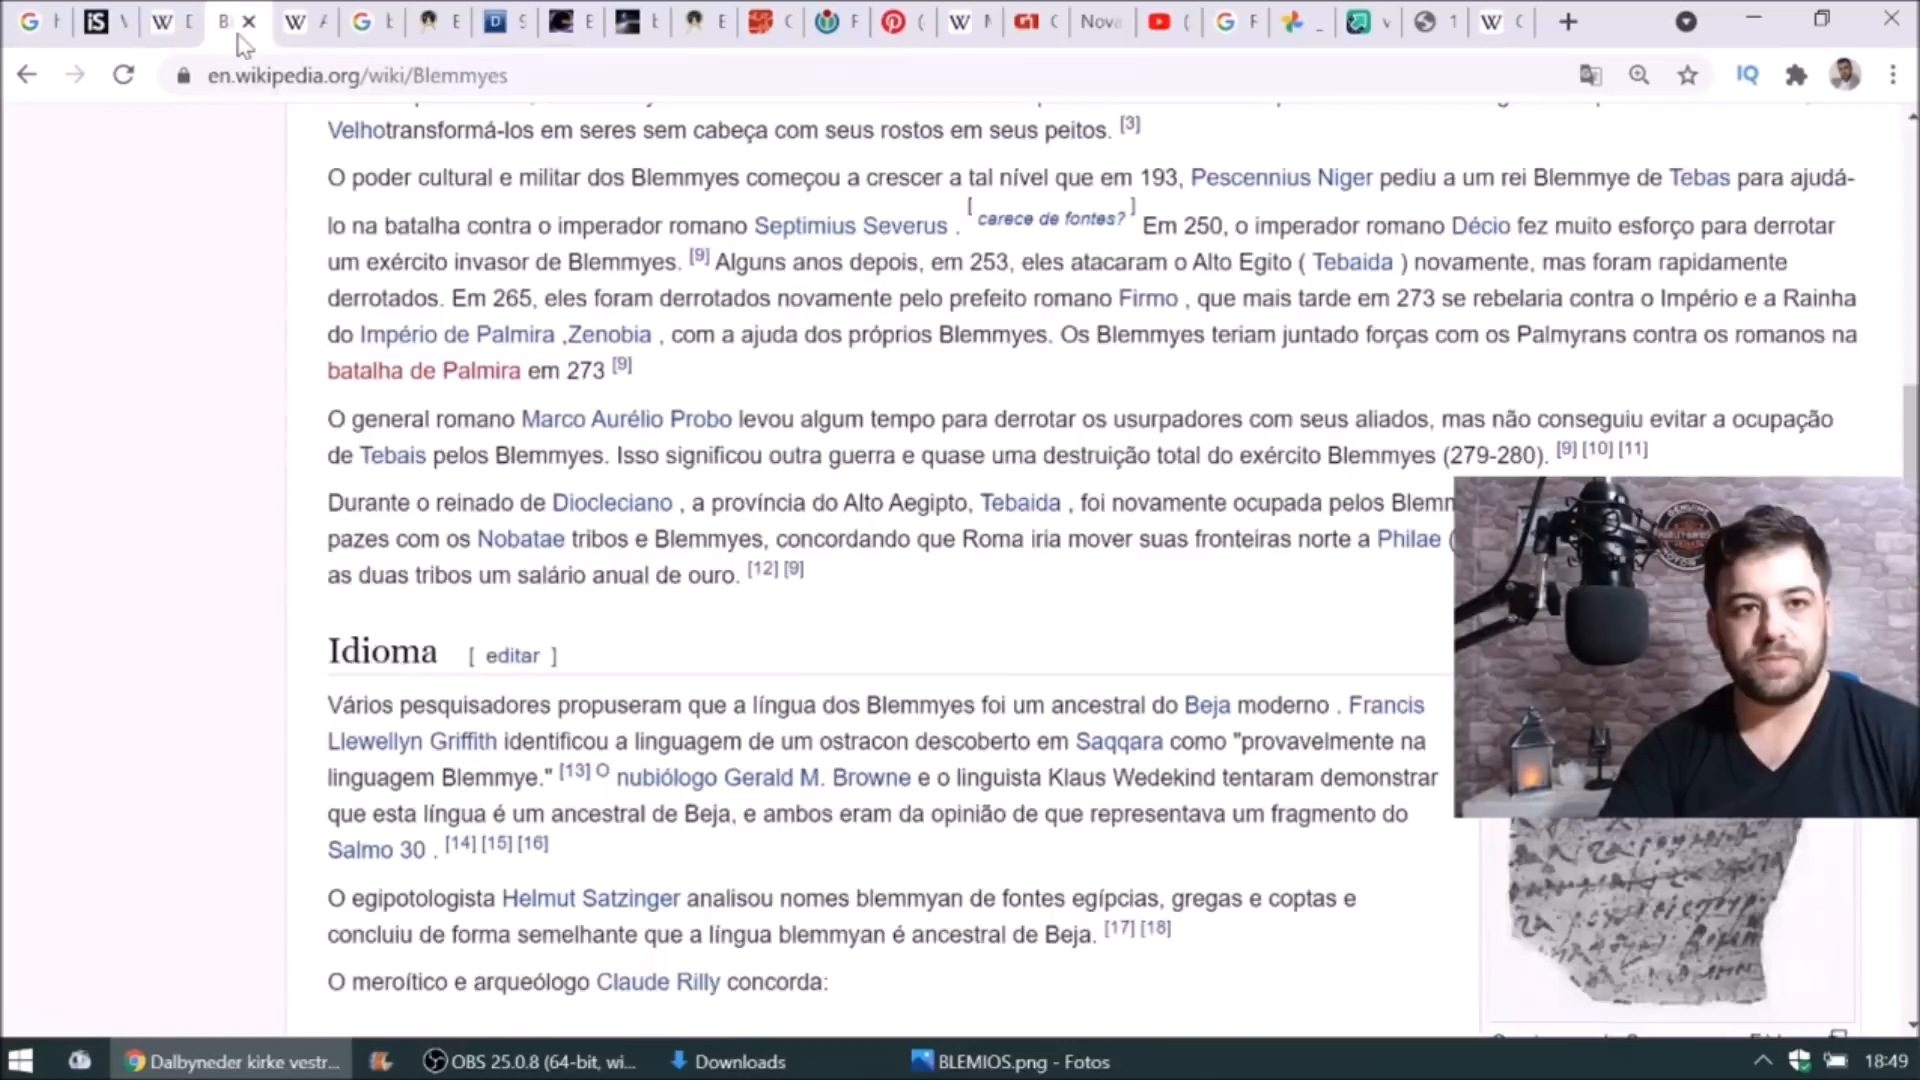 en.wikipedia.org/wiki/Blemmyes
Velhotransformá-los em seres sem cabeça com seus rostos em seus peitos. [3]
O poder cultural e militar dos Blemmyes começou a crescer a tal nível que em 193, Pescennius Niger pediu a um rei Blemmye de Tebas para ajudá-
lo na batalha contra o imperador romano Septimius Severus . [ carece de fontes? ] Em 250, o imperador romano Décio fez muito esforço para derrotar
um exército invasor de Blemmyes. [9] Alguns anos depois, em 253, eles atacaram o Alto Egito ( Tebaida ) novamente, mas foram rapidamente
derrotados. Em 265, eles foram derrotados novamente pelo prefeito romano Firmo , que mais tarde em 273 se rebelaria contra o Império e a Rainha
do Império de Palmira ,Zenobia , com a ajuda dos próprios Blemmyes. Os Blemmyes teriam juntado forças com os Palmyrans contra os romanos na
batalha de Palmira em 273 [9]
O general romano Marco Aurélio Probo levou algum tempo para derrotar os usurpadores com seus aliados, mas não conseguiu evitar a ocupação
de Tebais pelos Blemmyes. Isso significou outra guerra e quase uma destruição total do exército Blemmyes (279-280). [9] [10] [11]
Durante o reinado de Diocleciano , a província do Alto Aegipto, Tebaida , foi novamente ocupada pelos Blemm
pazes com os Nobatae tribos e Blemmyes, concordando que Roma iria mover suas fronteiras norte a Philae (
as duas tribos um salário anual de ouro. [12] [9]
Idioma [ editar ]
Vários pesquisadores propuseram que a língua dos Blemmyes foi um ancestral do Beja moderno . Francis
Llewellyn Griffith identificou a linguagem de um ostracon descoberto em Saqqara como "provavelmente na
linguagem Blemmye." [13] O nubiólogo Gerald M. Browne e o linguista Klaus Wedekind tentaram demonstrar
que esta língua é um ancestral de Beja, e ambos eram da opinião de que representava um fragmento do
Salmo 30 . [14] [15] [16]
O egipotologista Helmut Satzinger analisou nomes blemmyan de fontes egípcias, gregas e coptas e
concluiu de forma semelhante que a língua blemmyan é ancestral de Beja. [17] [18]
O meroítico e arqueólogo Claude Rilly concorda:
Dalbyneder kirke vestr... OBS 25.0.8 (64-bit, wi... Downloads BLEMIOS.png - Fotos 18:49